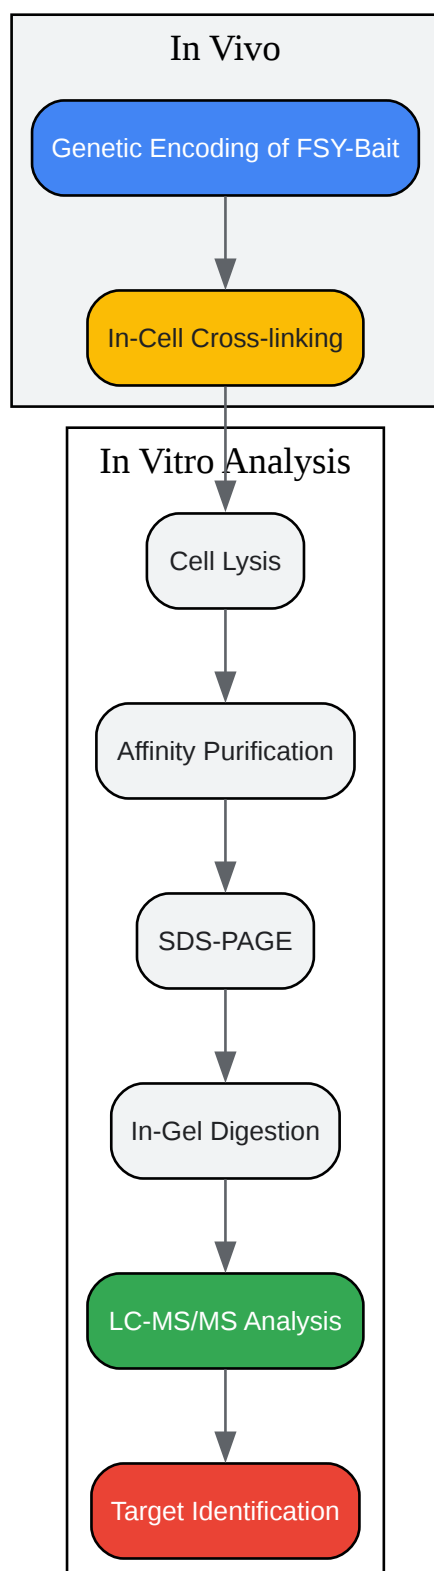 In Vivo
Genetic Encoding of FSY-Bait
In-Cell Cross-linking
In Vitro Analysis
Cell Lysis
Affinity Purification
SDS-PAGE
In-Gel Digestion
LC-MS/MS Analysis
Target Identification